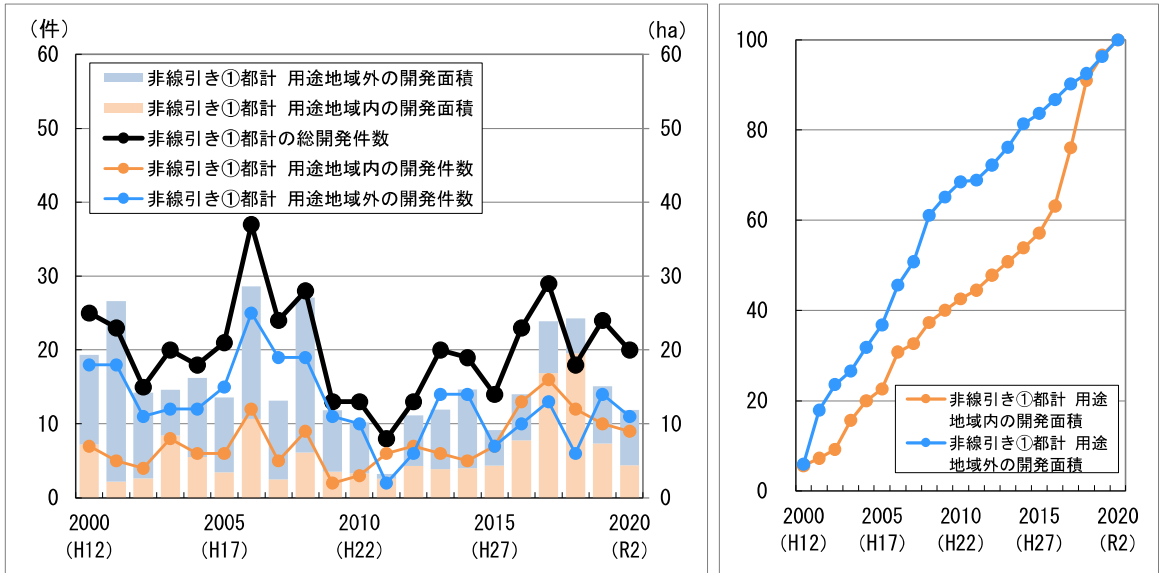 (件)
(ha)
60
50
40
30
20
10
0
60
50
40
30
20
10
0
非線引き①都計 用途地域外の開発面積
非線引き①都計 用途地域内の開発面積
非線引き①都計の総開発件数
非線引き①都計 用途地域内の開発件数
非線引き①都計 用途地域外の開発件数
2000 2005 2010 2015 2020
(H12) (H17) (H22) (H27) (R2)
100
80
60
40
20
0
非線引き①都計 用途
地域内の開発面積
非線引き①都計 用途
地域外の開発面積
2000 2005 2010 2015 2020
(H12) (H17) (H22) (H27) (R2)